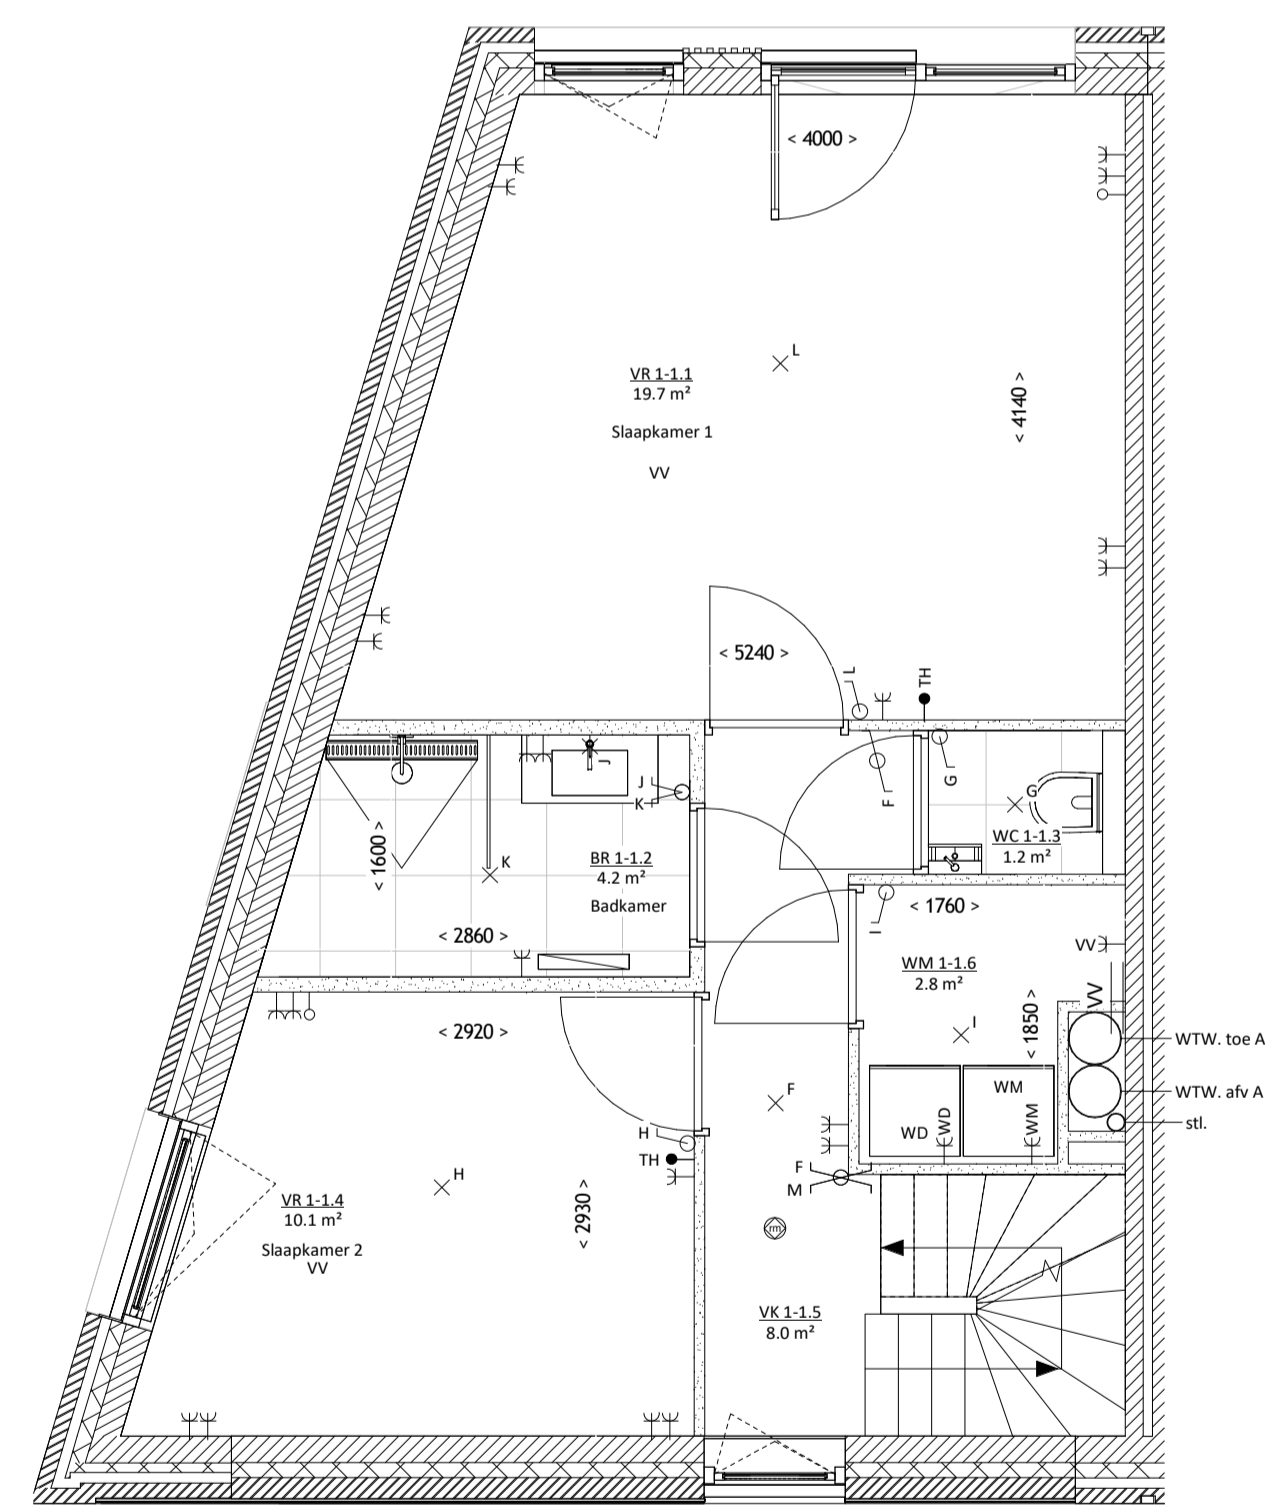 < 4000 >
L
VR 1-1.1
19.7 m²
< 4140 >
Slaapkamer 1
VV
< 5240 >
L
TH
J
J
K
F
G
G
WC 1-1.3
1.2 m²
< 1600 >
K
BR 1-1.2
4.2 m²
Badkamer
< 2860 >
I
< 1760 >
VV
WM 1-1.6
2.8 m²
VV
< 2920 >
I
< 1850 >
WTW. toe A
WM
WTW. afv A
F
WD
WD
WM
stl.
H
TH
F
M
H
VR 1-1.4
10.1 m²
< 2930 >
Slaapkamer 2
VV
rm
VK 1-1.5
8.0 m²